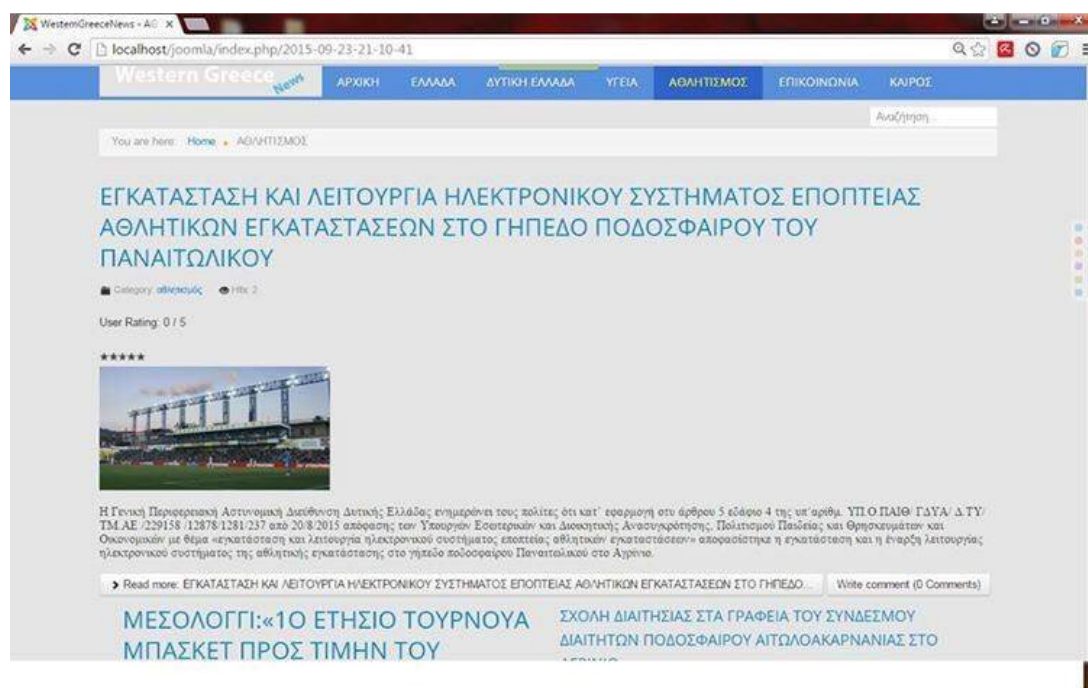 WesternGreeceNews - ΑΘ
localhost/joomla/index.php/2015-09-23-21-10-41
Western Greece News
ΑΡΧΙΚΗ ΕΛΛΑΔΑ ΔΥΤΙΚΗ ΕΛΛΑΔΑ ΥΓΕΙΑ ΑΘΛΗΤΙΣΜΟΣ ΕΠΙΚΟΙΝΩΝΙΑ ΚΑΙΡΟΣ
Αναζήτηση...
You are here: Home ΑΘΛΗΤΙΣΜΟΣ
ΕΓΚΑΤΑΣΤΑΣΗ ΚΑΙ ΛΕΙΤΟΥΡΓΙΑ ΗΛΕΚΤΡΟΝΙΚΟΥ ΣΥΣΤΗΜΑΤΟΣ ΕΠΟΠΤΕΙΑΣ
ΑΘΛΗΤΙΚΩΝ ΕΓΚΑΤΑΣΤΑΣΕΩΝ ΣΤΟ ΓΗΠΕΔΟ ΠΟΔΟΣΦΑΙΡΟΥ ΤΟΥ
ΠΑΝΑΙΤΩΛΙΚΟΥ
Category: αθλητισμός Hits: 2
User Rating: 0 / 5
Η Γενική Περιφερειακή Αστυνομική Διεύθυνση Δυτικής Ελλάδας ενημερώνει τους πολίτες ότι κατ' εφαρμογή στυ άρθρου 5 εδάφιο 4 της υπ'αρίθμ. ΥΠ.Ο.ΠΑΙΘ/ ΓΔΥΑ/ Δ.ΤΥ/
ΤΜ.ΑΕ /229158 /12878/1281/237 από 20/8/2015 απόφασης των Υπουργών Εσωτερικών και Διοικητικής Ανασυγκρότησης, Πολιτισμού Παιδείας και Θρησκευμάτων και
Οικονομικών με θέμα «εγκατάσταση και λειτουργία ηλεκτρονικού συστήματος εποπτείας αθλητικών εγκαταστάσεων» αποφασίστηκε η εγκατάσταση και η έναρξη λειτουργίας
ηλεκτρονικού συστήματος της αθλητικής εγκατάστασης στο γήπεδο ποδοσφαίρου Παναιτωλικού στο Αγρίνιο.
Read more: ΕΓΚΑΤΑΣΤΑΣΗ ΚΑΙ ΛΕΙΤΟΥΡΓΙΑ ΗΛΕΚΤΡΟΝΙΚΟΥ ΣΥΣΤΗΜΑΤΟΣ ΕΠΟΠΤΕΙΑΣ ΑΘΛΗΤΙΚΩΝ ΕΓΚΑΤΑΣΤΑΣΕΩΝ ΣΤΟ ΓΗΠΕΔΟ... Write comment (0 Comments)
ΜΕΣΟΛΟΓΓΙ:«1Ο ΕΤΗΣΙΟ ΤΟΥΡΝΟΥΑ
ΜΠΑΣΚΕΤ ΠΡΟΣ ΤΙΜΗΝ ΤΟΥ
ΣΧΟΛΗ ΔΙΑΙΤΗΣΙΑΣ ΣΤΑ ΓΡΑΦΕΙΑ ΤΟΥ ΣΥΝΔΕΣΜΟΥ
ΔΙΑΙΤΗΤΩΝ ΠΟΔΟΣΦΑΙΡΟΥ ΑΙΤΩΛΟΑΚΑΡΝΑΝΙΑΣ ΣΤΟ